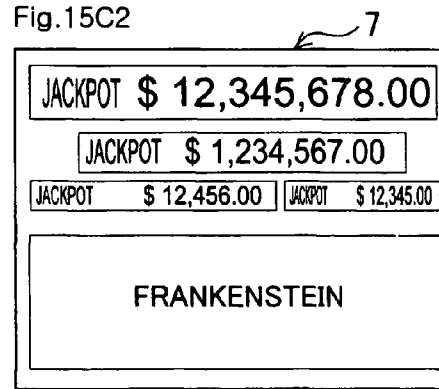 Fig.15C2
7
JACKPOT $ 12,345,678.00
JACKPOT $ 1,234,567.00
JACKPOT $ 12,456.00 JACKPOT $ 12,345.00
FRANKENSTEIN